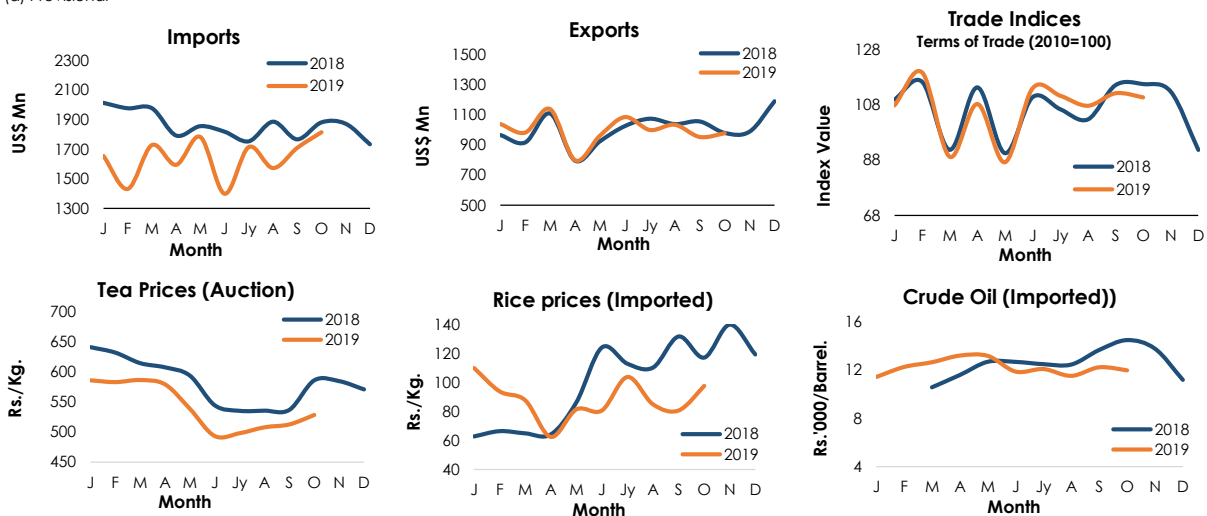 Imports
US$ Mn
2300
2100
1900
1700
1500
1300
2018
2019
J F M A M J Jy A S O N D
Month
Exports
US$ Mn
1500
1300
1100
900
700
500
2018
2019
J F M A M J Jy A S O N D
Month
Trade Indices
Terms of Trade (2010=100)
Index Value
128
108
88
68
2018
2019
J F M A M J Jy A S O N D
Month
Tea Prices (Auction)
Rs./Kg.
700
650
600
550
500
450
2018
2019
J F M A M J Jy A S O N D
Month
Rice prices (Imported)
Rs./Kg.
140
120
100
80
60
40
2018
2019
J F M A M J Jy A S O N D
Month
Crude Oil (Imported))
Rs.'000/Barrel.
16
12
8
4
2018
2019
J F M A M J Jy A S O N D
Month